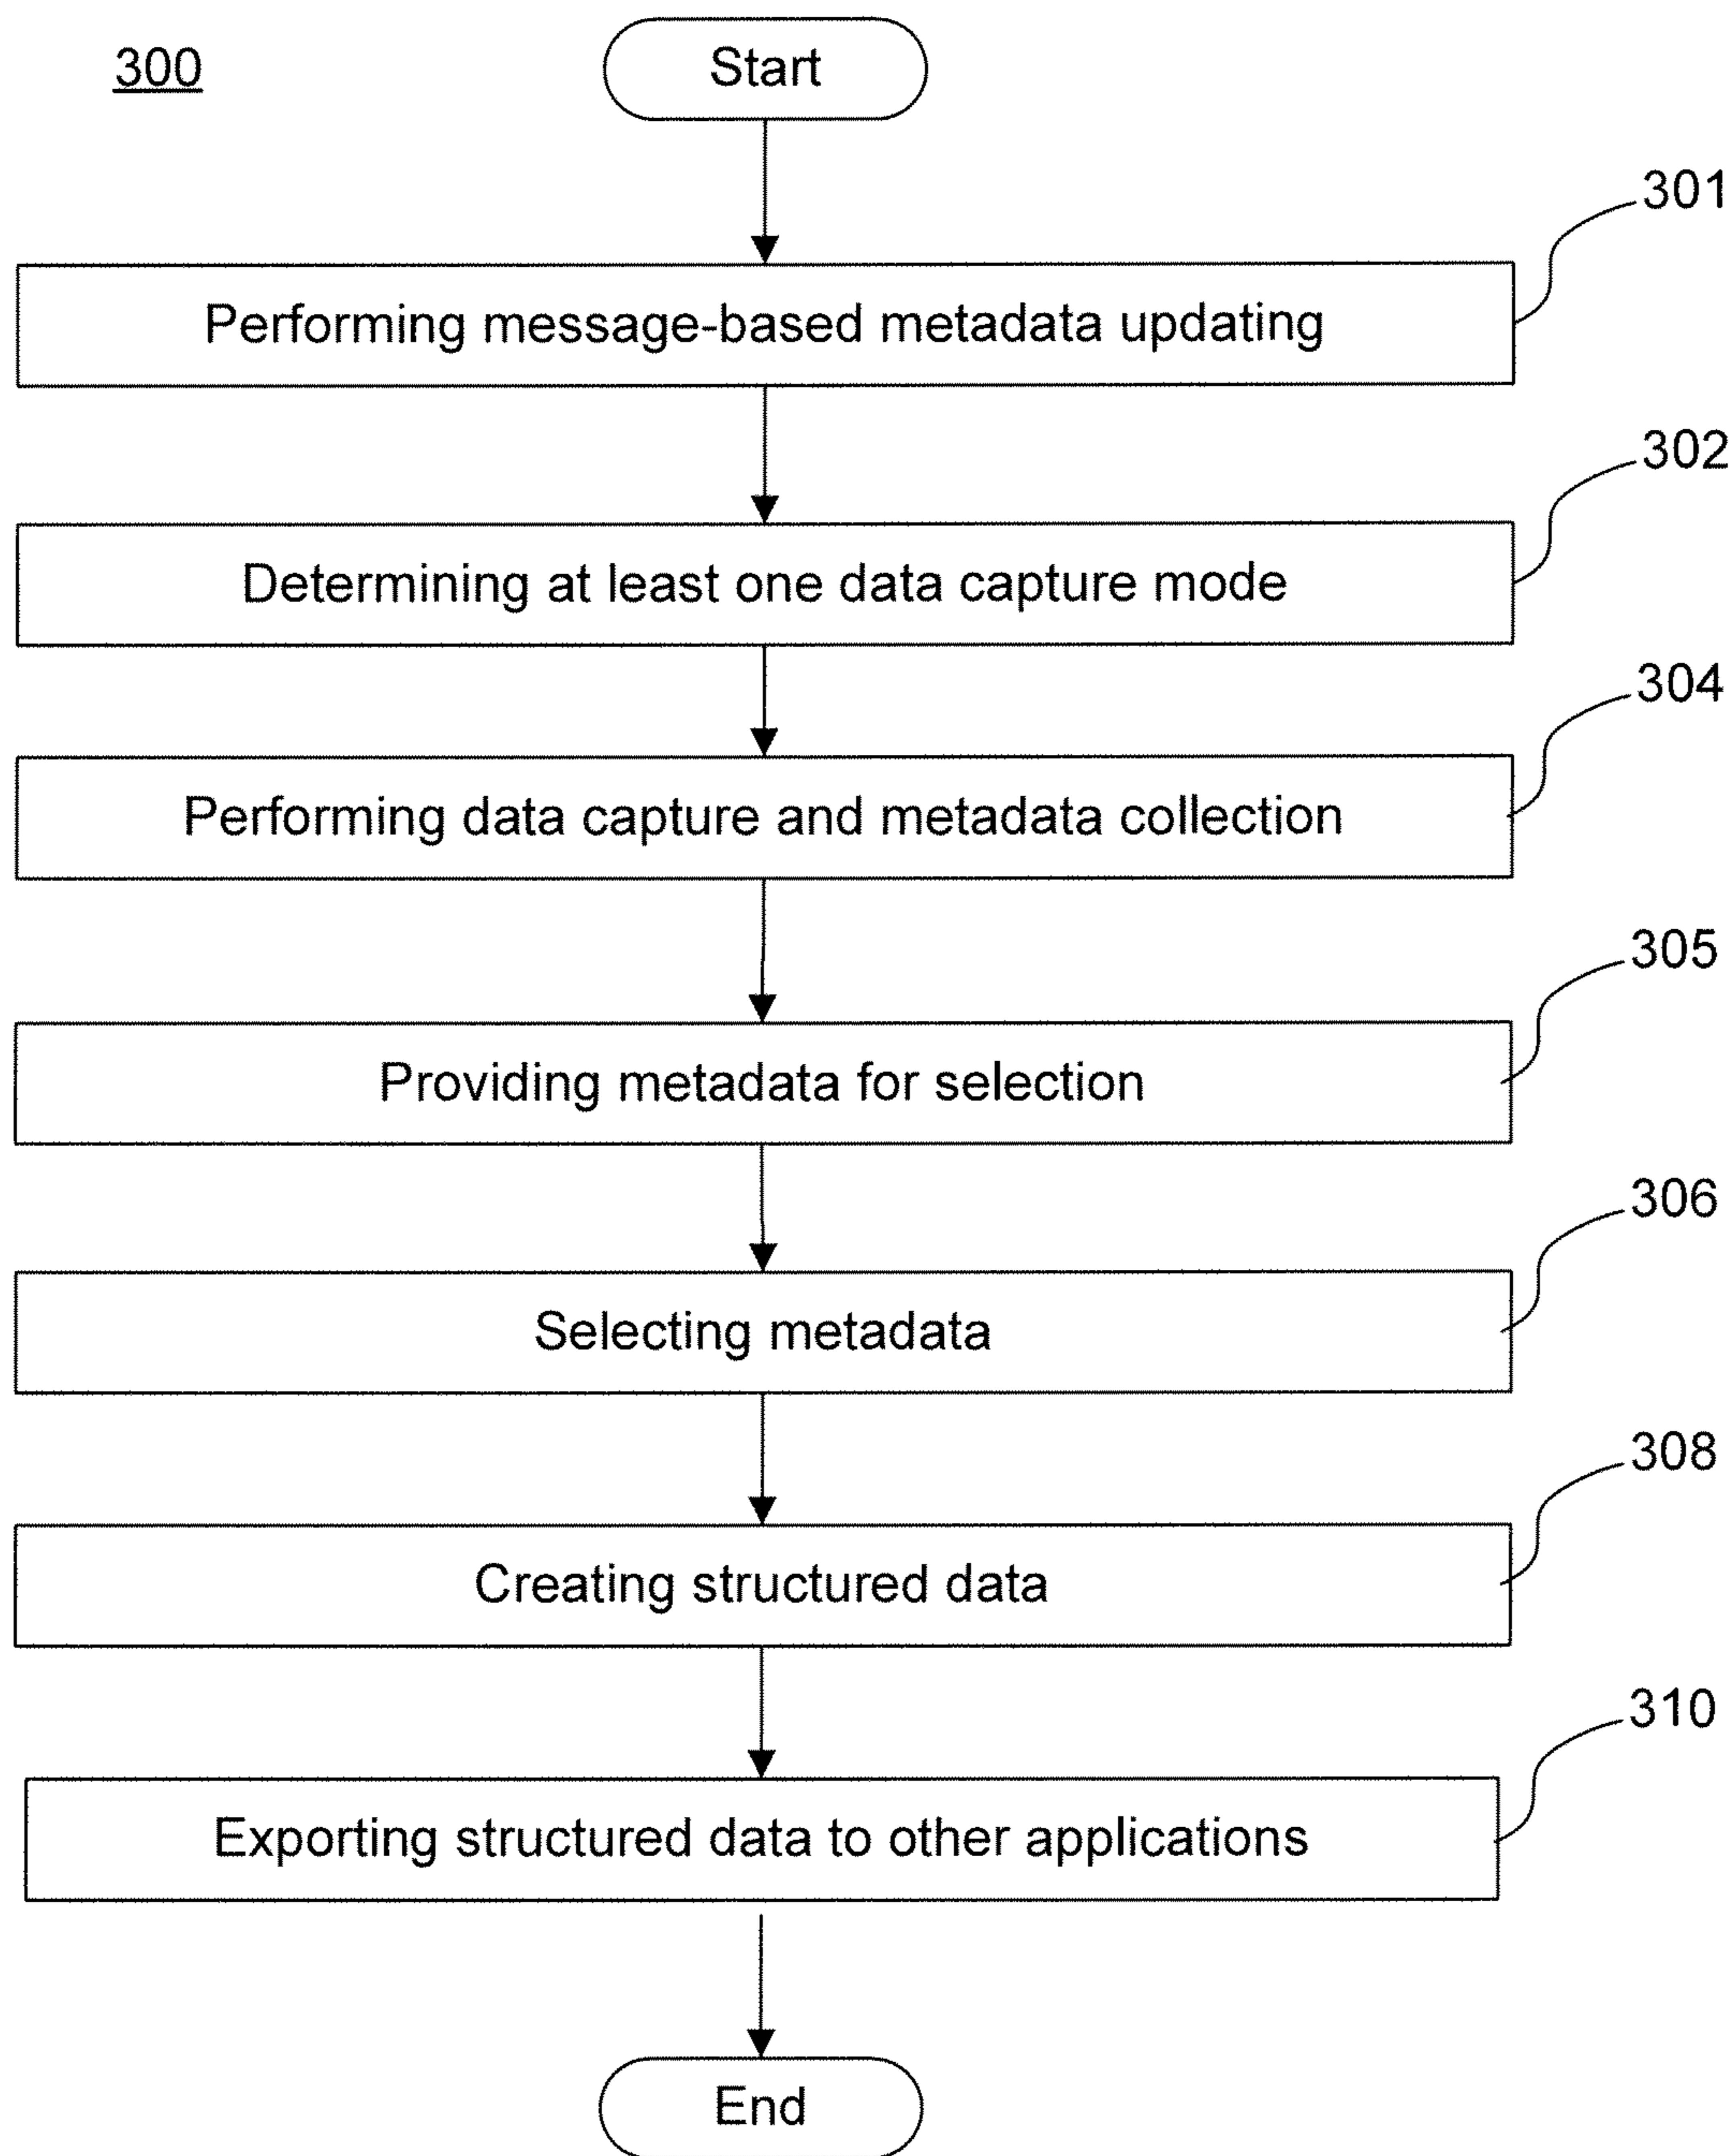 300
Start
301
Performing message-based metadata updating
302
Determining at least one data capture mode
304
Performing data capture and metadata collection
305
Providing metadata for selection
306
Selecting metadata
308
Creating structured data
310
Exporting structured data to other applications
End